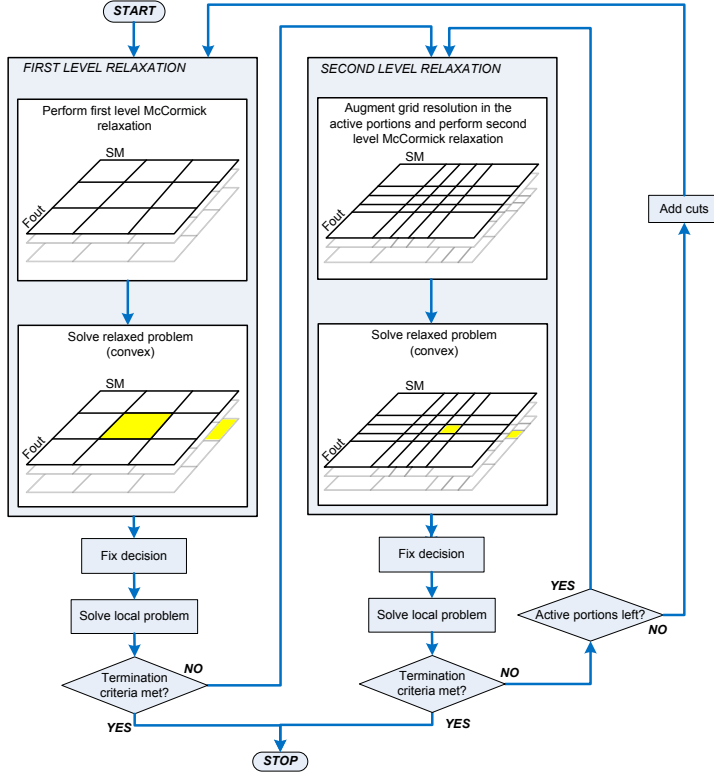 START
FIRST LEVEL RELAXATION
Perform first level McCormick
relaxation
SM
Fout
Solve relaxed problem
(convex)
SM
Fout
Fix decision
Solve local problem
Termination
criteria met?
NO
YES
SECOND LEVEL RELAXATION
Augment grid resolution in the
active portions and perform second
level McCormick relaxation
SM
Fout
Solve relaxed problem
(convex)
SM
Fout
Fix decision
Solve local problem
Termination
criteria met?
NO
YES
Active portions left?
YES
NO
Add cuts
STOP